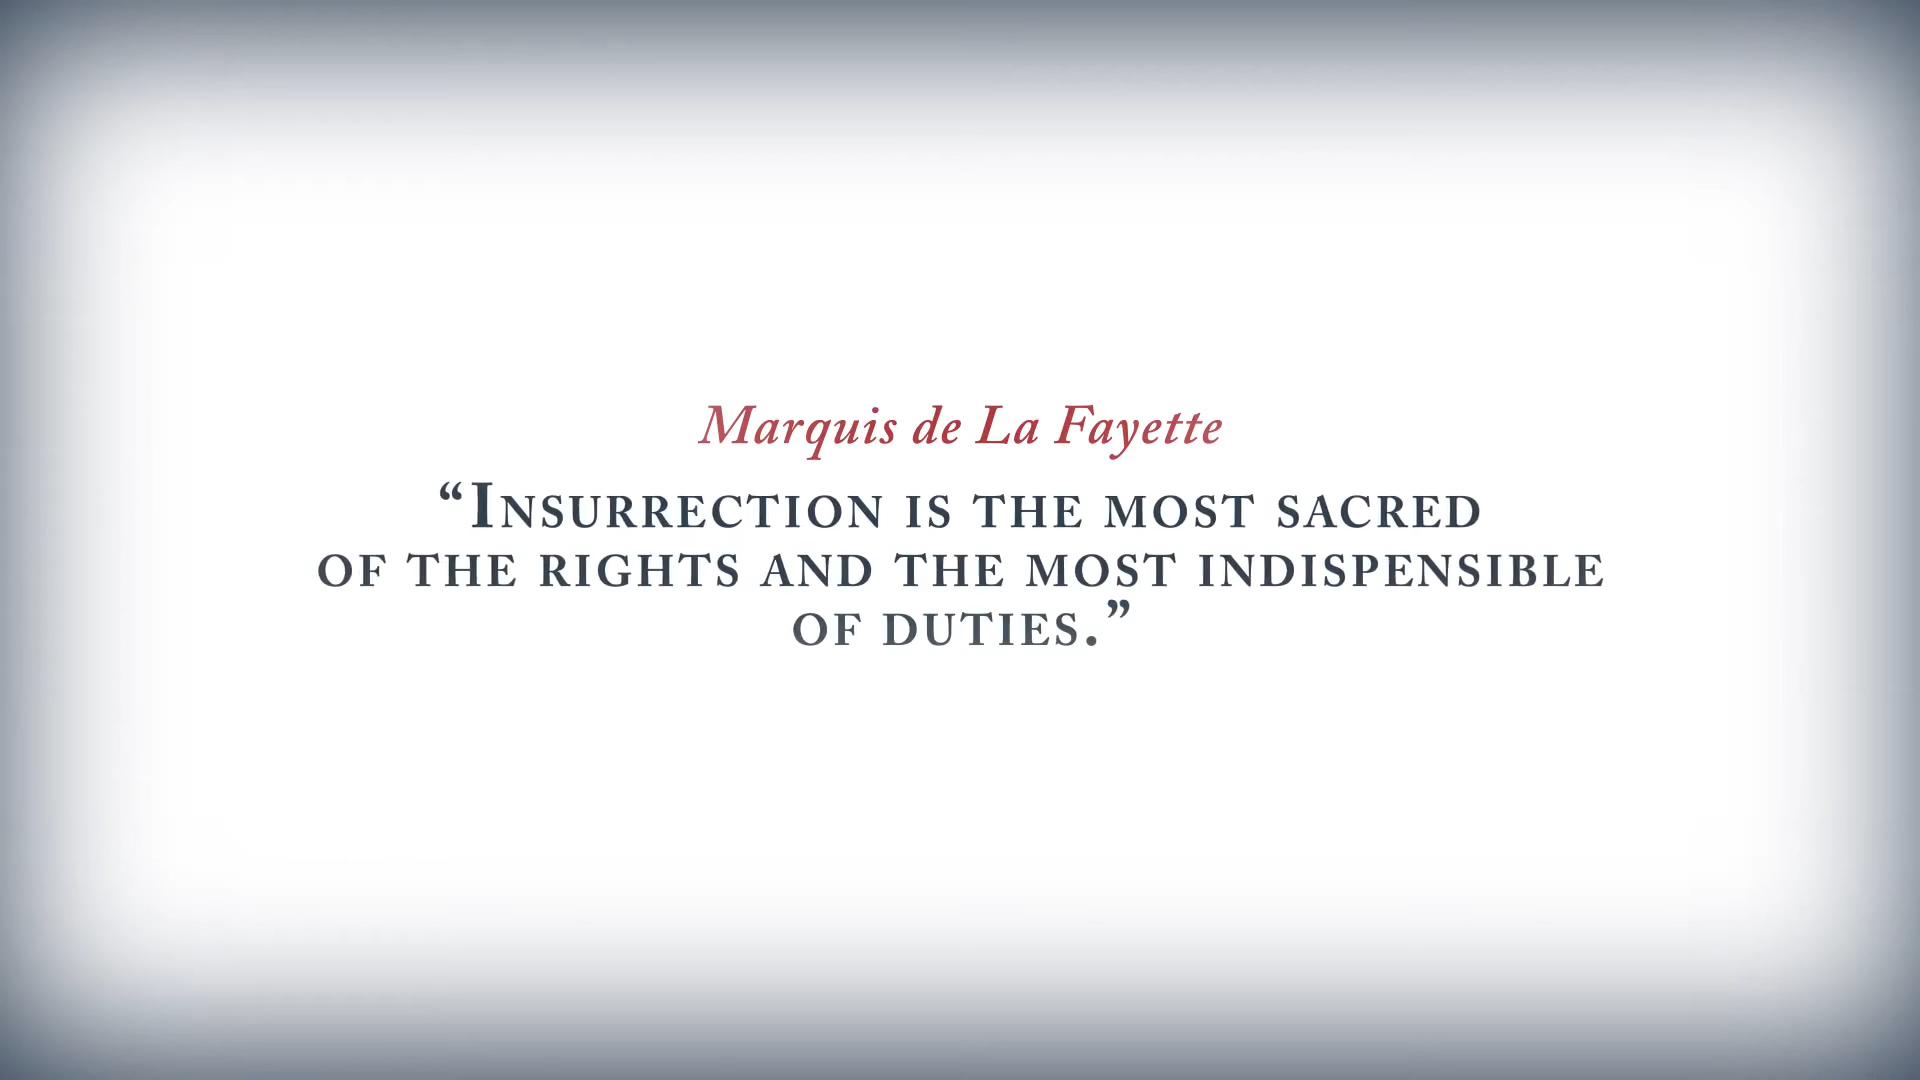 Marquis de La Fayette
“Insurrection is the most sacred
of the rights and the most indispensible
of duties.”